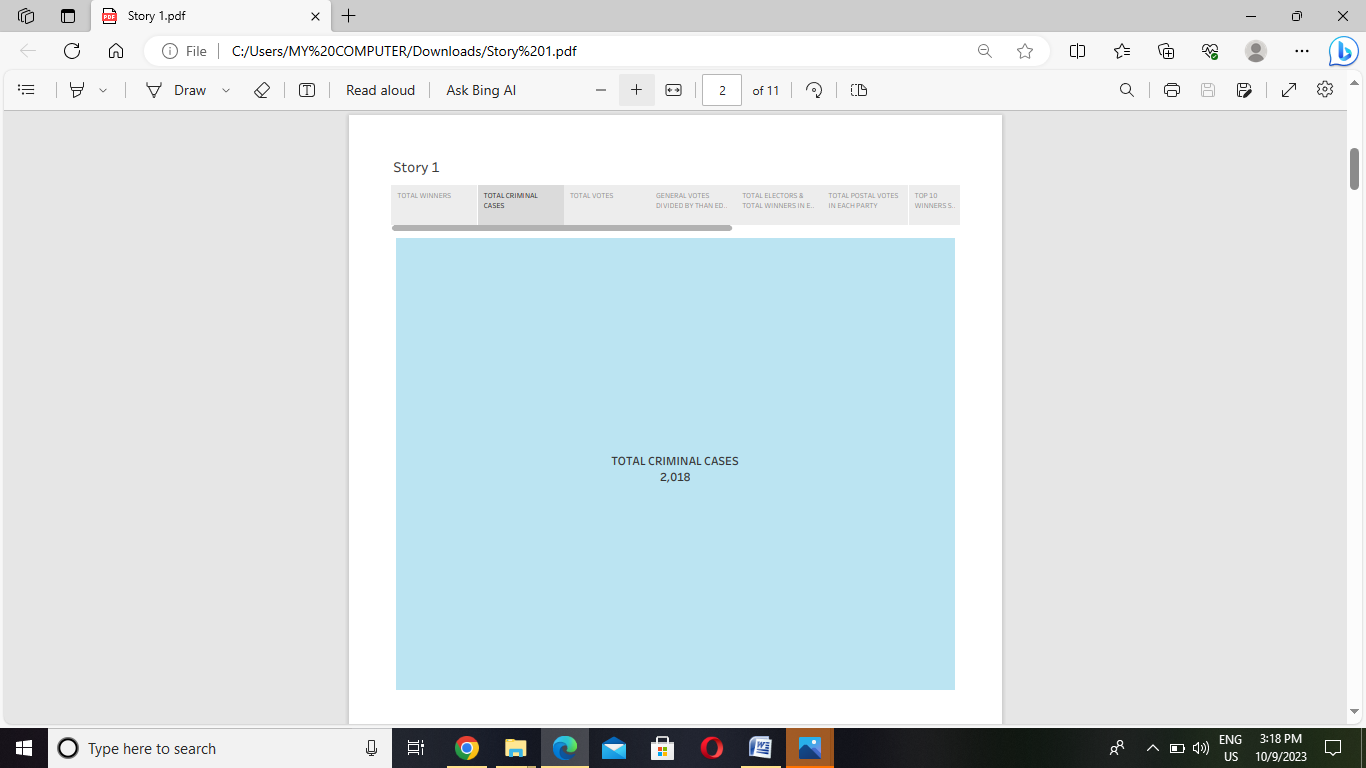 Story 1.pdf
File
C:/Users/MY%20COMPUTER/Downloads/Story%201.pdf
Draw
Read aloud
Ask Bing AI
2
of 11
Story 1
TOTAL WINNERS
TOTAL CRIMINAL
CASES
TOTAL VOTES
GENERAL VOTES
DIVIDED BY THAN ED..
TOTAL ELECTORS &
TOTAL WINNERS IN E..
TOTAL POSTAL VOTES
IN EACH PARTY
TOP 10
WINNERS S..
TOTAL CRIMINAL CASES
2,018
Type here to search
ENG
US
3:18 PM
10/9/2023